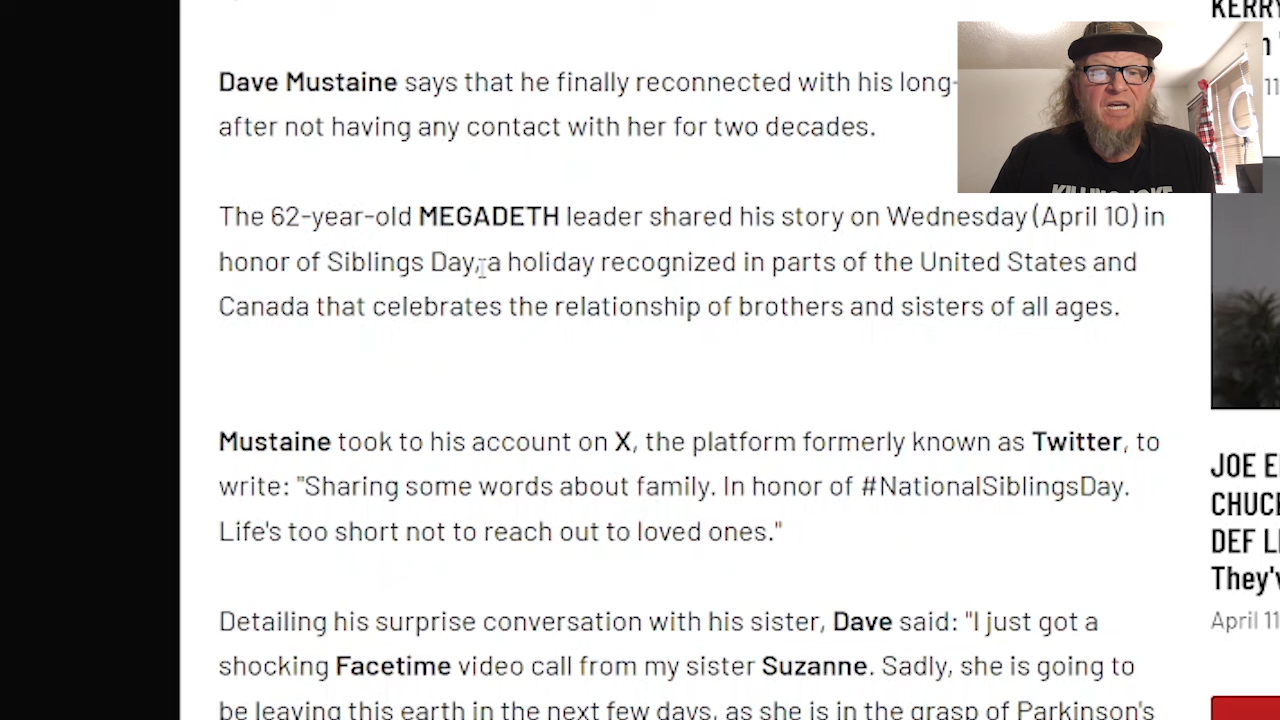 Dave Mustaine says that he finally reconnected with his long-
after not having any contact with her for two decades.
The 62-year-old MEGADETH leader shared his story on Wednesday (April 10) in
honor of Siblings Day, a holiday recognized in parts of the United States and
Canada that celebrates the relationship of brothers and sisters of all ages.
Mustaine took to his account on X, the platform formerly known as Twitter, to
write: "Sharing some words about family. In honor of #NationalSiblingsDay.
Life's too short not to reach out to loved ones."
Detailing his surprise conversation with his sister, Dave said: "I just got a
shocking Facetime video call from my sister Suzanne. Sadly, she is going to
be leaving this earth in the next few days, as she is in the grasp of Parkinson's
KERRY
11
JOE E
CHUC
DEF L
They'v
April 11
KILLING JOKE